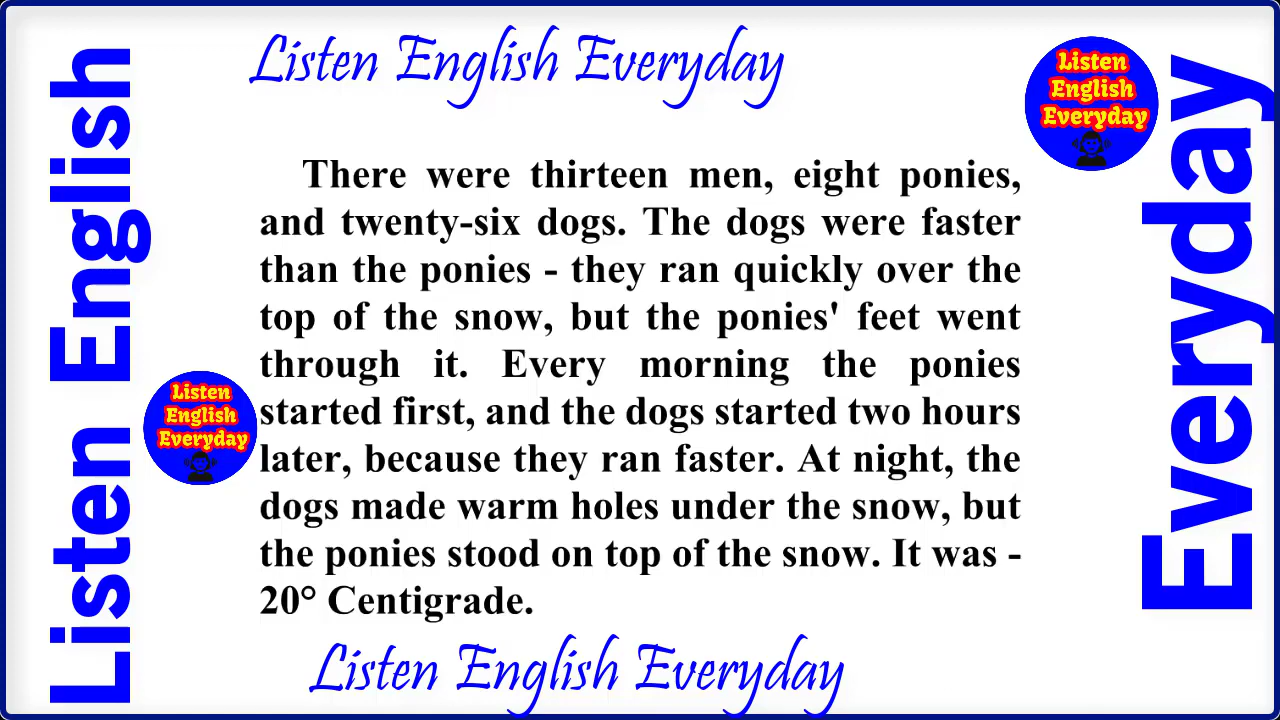 Listen English Everyday
Listen
English
Everyday
There were thirteen men, eight ponies,
and twenty-six dogs. The dogs were faster
than the ponies - they ran quickly over the
top of the snow, but the ponies' feet went
through it. Every morning the ponies
started first, and the dogs started two hours
later, because they ran faster. At night, the
dogs made warm holes under the snow, but
the ponies stood on top of the snow. It was -
20° Centigrade.
Listen English
Listen
English
Everyday
Everyday
Listen English Everyday